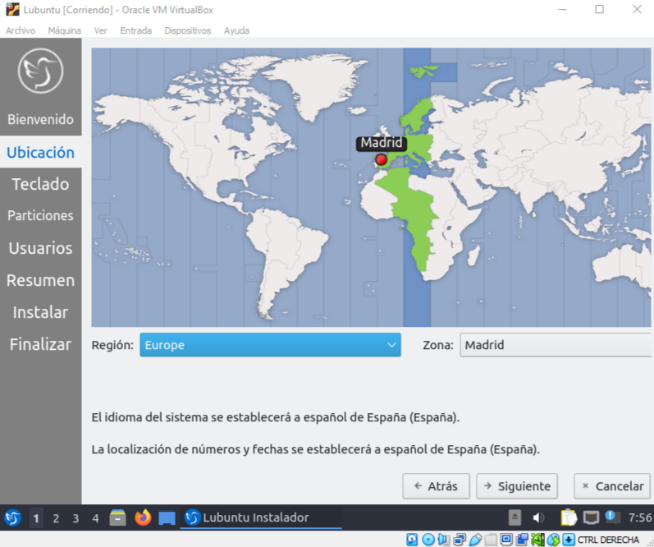 Lubuntu [Corriendo] - Oracle VM VirtualBox
Archivo Máquina Ver Entrada Dispositivos Ayuda
Bienvenido
Ubicación
Teclado
Particiones
Usuarios
Resumen
Instalar
Finalizar
Madrid
Región: Europe Zona: Madrid
El idioma del sistema se establecerá a español de España (España).
La localización de números y fechas se establecerá a español de España (España).
Atrás Siguiente Cancelar
1 2 3 4 Lubuntu Instalador 7:56
CTRL DERECHA